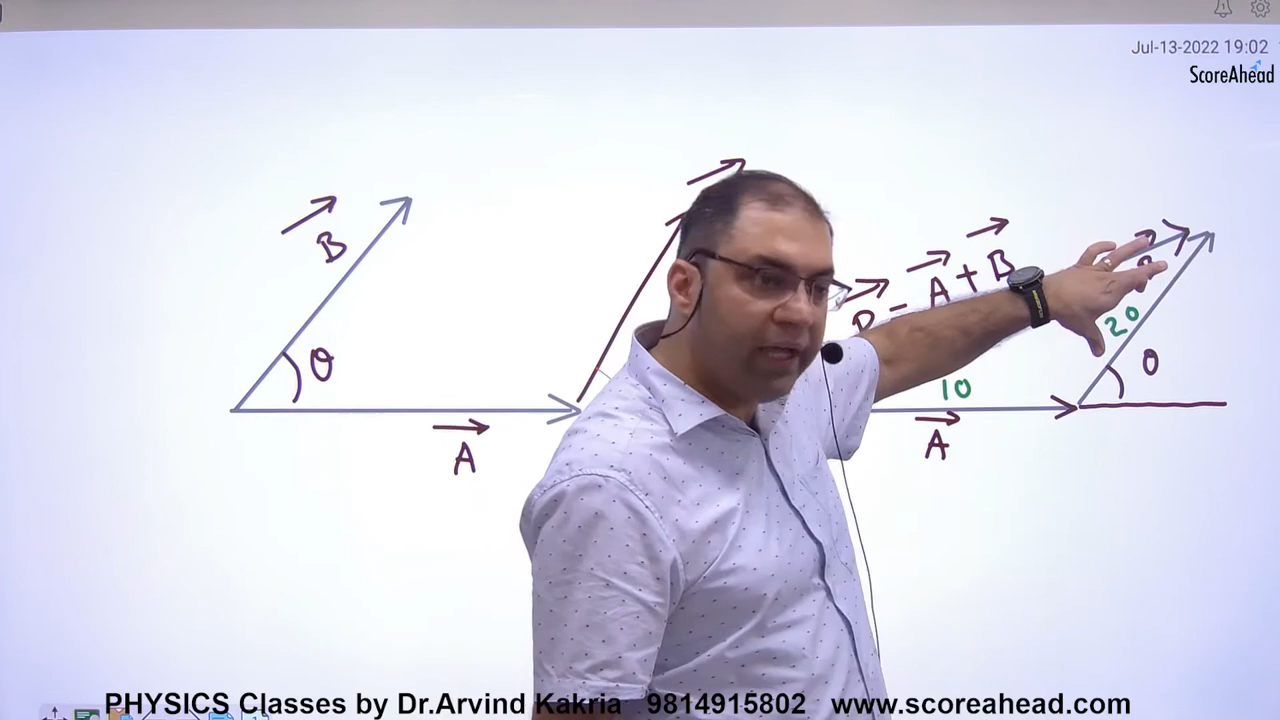 Jul-13-2022 19:02
ScoreAhead
B
θ
A
R = A + B
10
20
θ
A
PHYSICS Classes by Dr.Arvind Kakria 9814915802 www.scoreahead.com